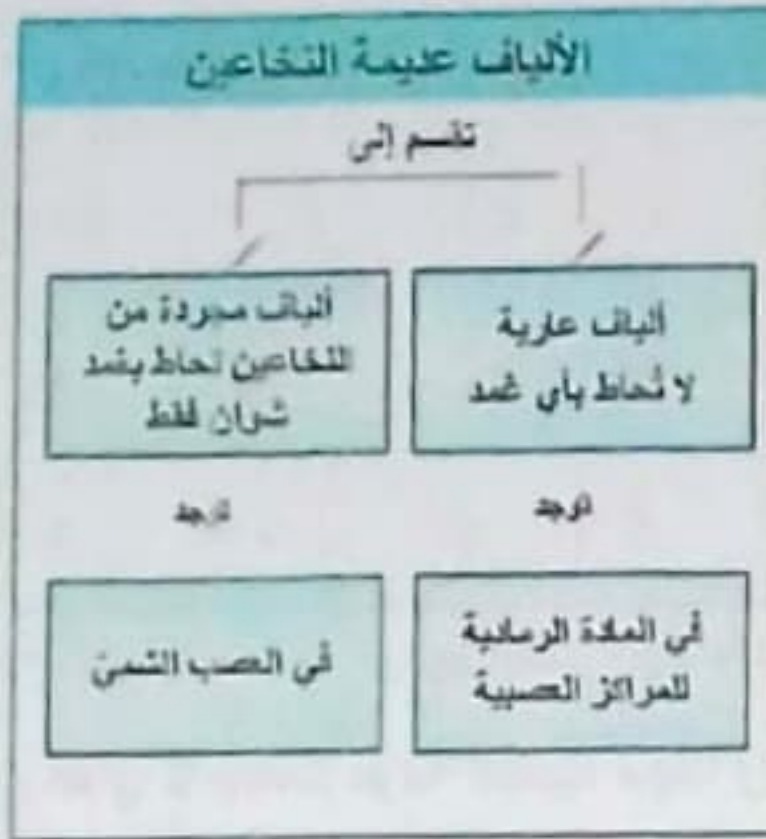 الألياف عديمة النخاعين
تقسم إلى
ألياف عارية
لا تُحاط بأي غمد
ألياف مجردة من
النخاعين تحاط بغمد
شوان فقط
توجد
توجد
في المادة الرمادية
للمراكز العصبية
في العصب الشمي